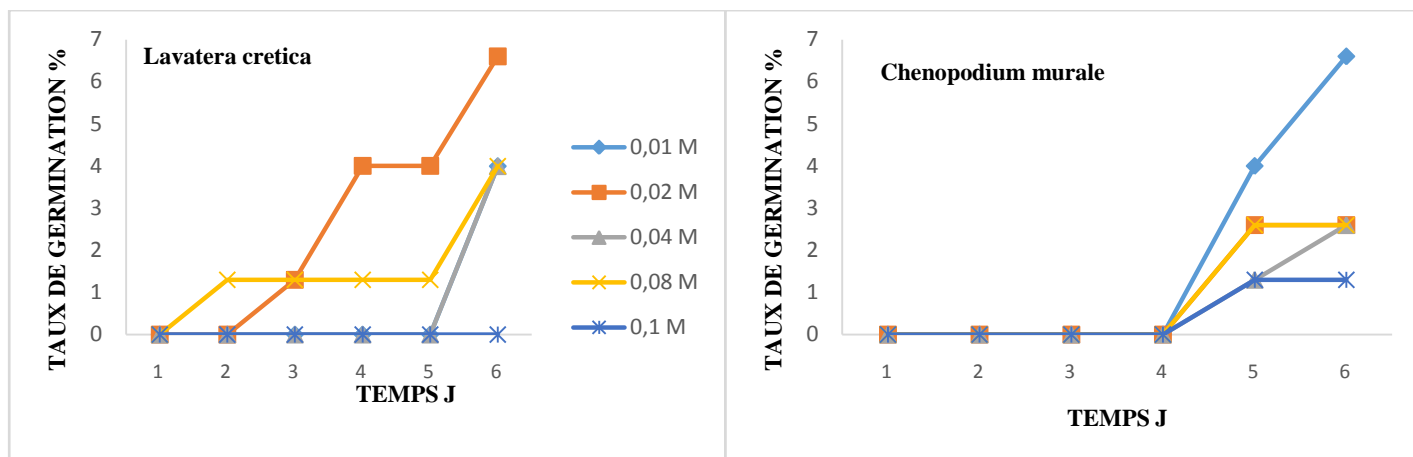 Lavatera cretica
TAUX DE GERMINATION %
7
6
5
4
3
2
1
0
1 2 3 4 5 6
TEMPS J
0,01 M
0,02 M
0,04 M
0,08 M
0,1 M
Chenopodium murale
TAUX DE GERMINATION %
7
6
5
4
3
2
1
0
1 2 3 4 5 6
TEMPS J